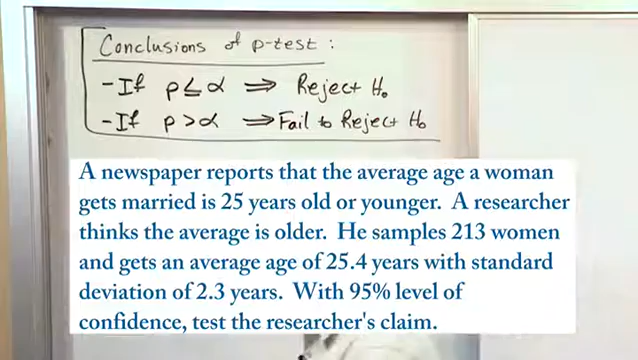 Conclusions of p-test :
- If p ≤ α ⇒ Reject H₀
- If p > α ⇒ Fail to Reject H₀
A newspaper reports that the average age a woman
gets married is 25 years old or younger. A researcher
thinks the average is older. He samples 213 women
and gets an average age of 25.4 years with standard
deviation of 2.3 years. With 95% level of
confidence, test the researcher's claim.